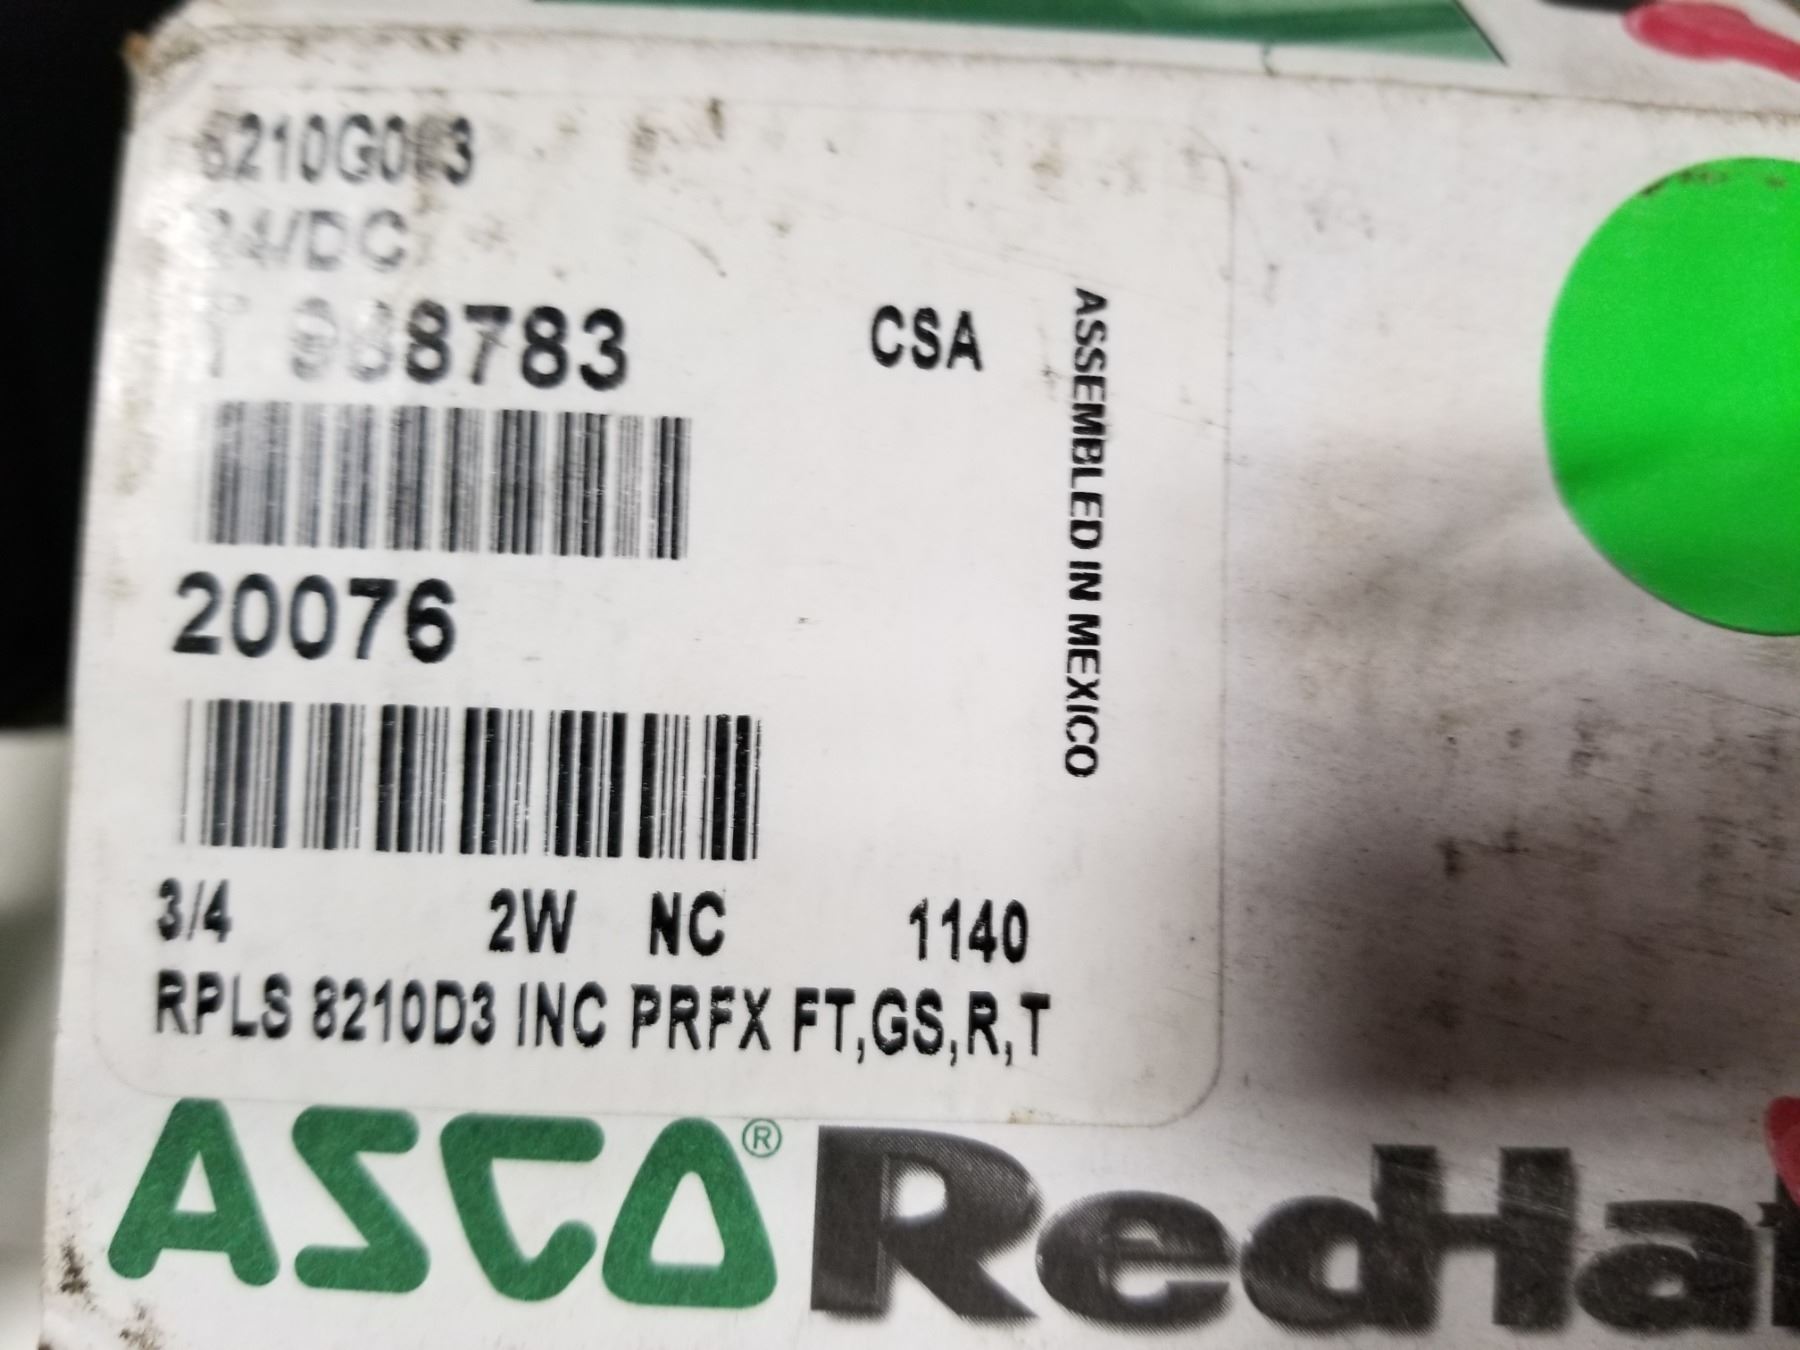 24/DC
CSA
ASSEMBLED IN MEXICO
20076
3/4 2W NC 1140
RPLS 8210D3 INC PRFX FT,GS,R,T
ASCO® RedHat